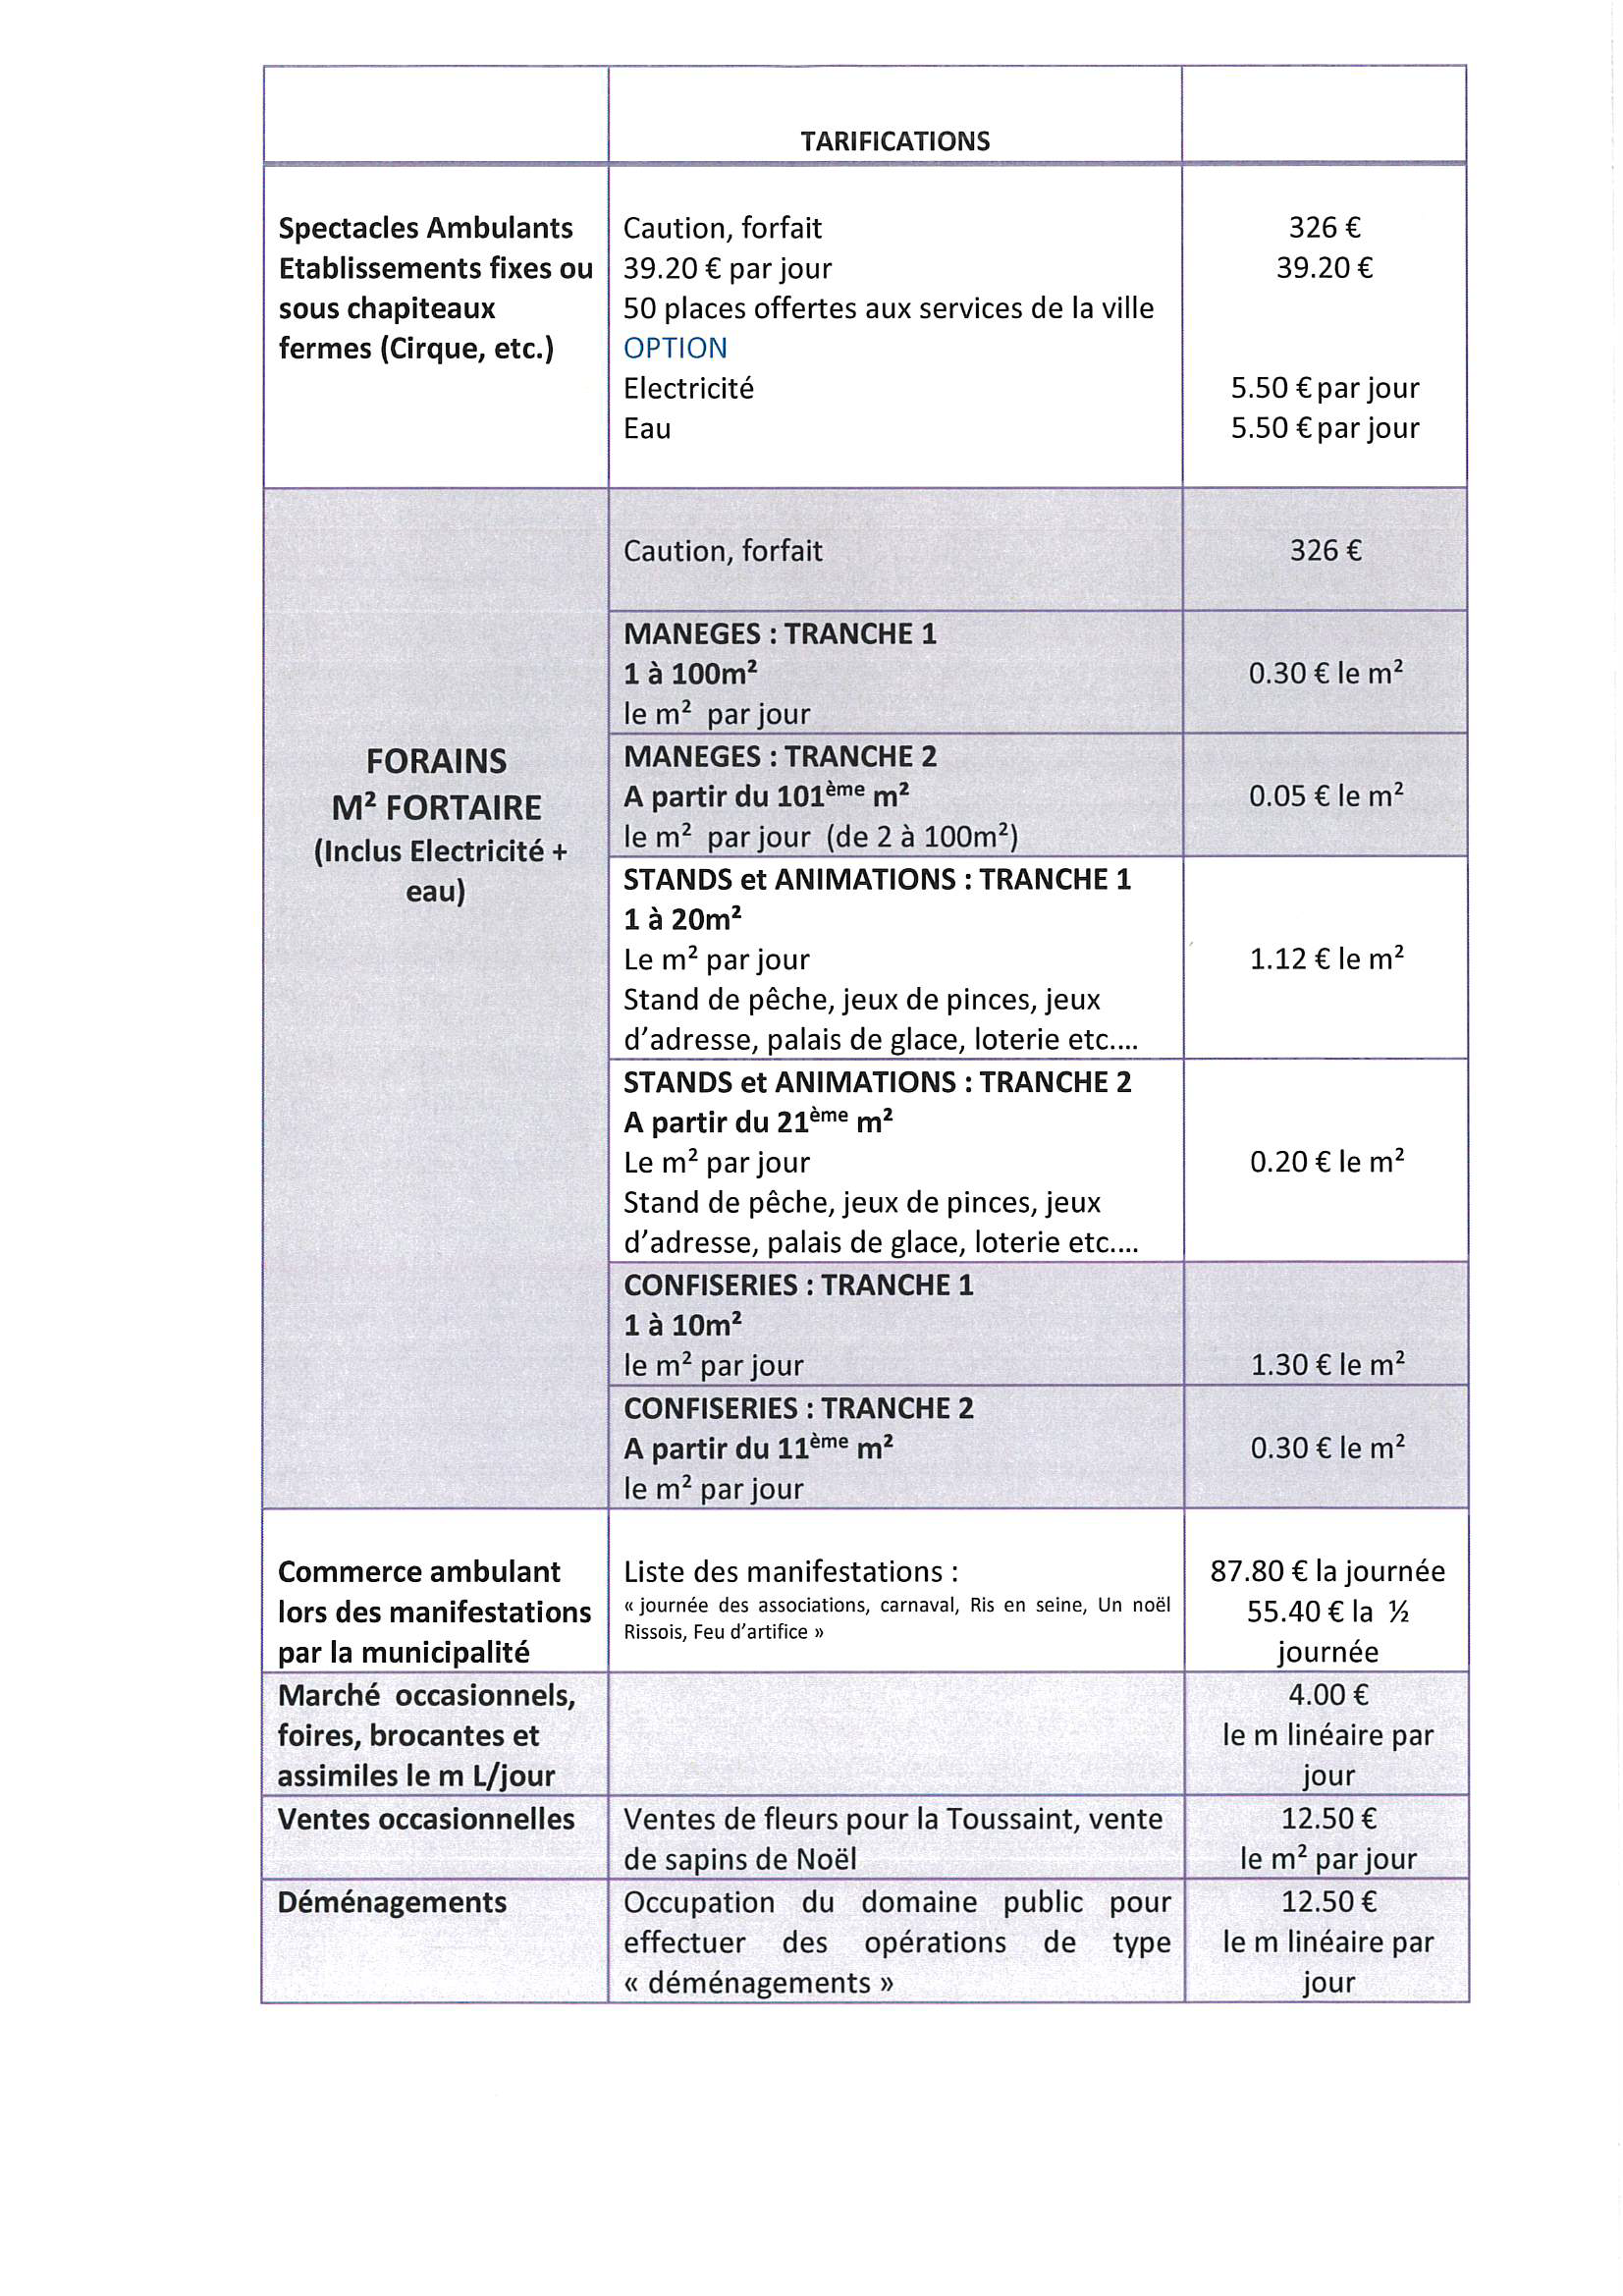 TARIFICATIONS
Spectacles Ambulants
Etablissements fixes ou
sous chapiteaux
fermes (Cirque, etc.)
Caution, forfait
39.20 € par jour
50 places offertes aux services de la ville
OPTION
Electricité
Eau
326 €
39.20 €
5.50 € par jour
5.50 € par jour
FORAINS
M² FORTAIRE
(Inclus Electricité +
eau)
Caution, forfait
326 €
MANEGES : TRANCHE 1
1 à 100m²
le m² par jour
0.30 € le m²
MANEGES : TRANCHE 2
A partir du 101ème m²
le m² par jour (de 2 à 100m²)
0.05 € le m²
STANDS et ANIMATIONS : TRANCHE 1
1 à 20m²
Le m² par jour
Stand de pêche, jeux de pinces, jeux
d'adresse, palais de glace, loterie etc....
1.12 € le m²
STANDS et ANIMATIONS : TRANCHE 2
A partir du 21ème m²
Le m² par jour
Stand de pêche, jeux de pinces, jeux
d'adresse, palais de glace, loterie etc....
0.20 € le m²
CONFISERIES : TRANCHE 1
1 à 10m²
le m² par jour
1.30 € le m²
CONFISERIES : TRANCHE 2
A partir du 11ème m²
le m² par jour
0.30 € le m²
Commerce ambulant
lors des manifestations
par la municipalité
Liste des manifestations :
« journée des associations, carnaval, Ris en seine, Un noël
Rissois, Feu d'artifice »
87.80 € la journée
55.40 € la ½
journée
Marché occasionnels,
foires, brocantes et
assimiles le m L/jour
4.00 €
le m linéaire par
jour
Ventes occasionnelles
Ventes de fleurs pour la Toussaint, vente
de sapins de Noël
12.50 €
le m² par jour
Déménagements
Occupation du domaine public pour
effectuer des opérations de type
« déménagements »
12.50 €
le m linéaire par
jour